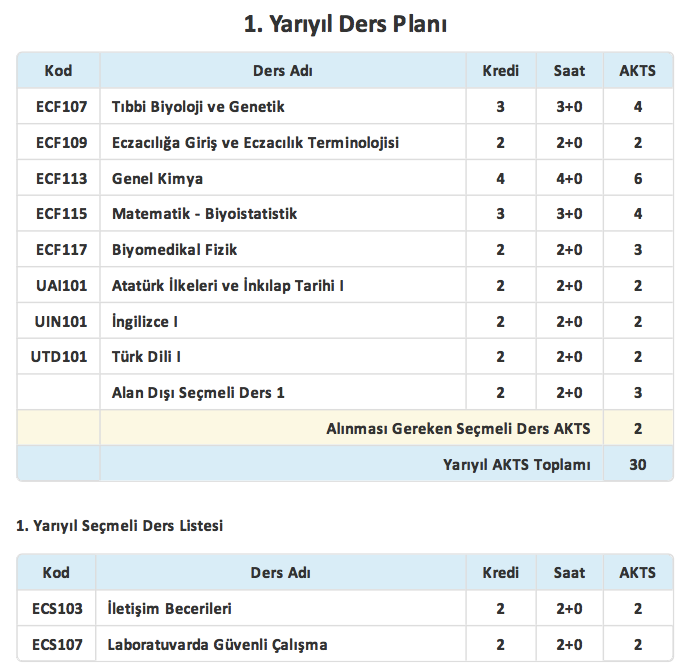 1. Yarıyıl Ders Planı
Kod Ders Adı Kredi Saat AKTS
ECF107 Tıbbi Biyoloji ve Genetik 3 3+0 4
ECF109 Eczacılığa Giriş ve Eczacılık Terminolojisi 2 2+0 2
ECF113 Genel Kimya 4 4+0 6
ECF115 Matematik - Biyoistatistik 3 3+0 4
ECF117 Biyomedikal Fizik 2 2+0 3
UAI101 Atatürk İlkeleri ve İnkılap Tarihi I 2 2+0 2
UIN101 İngilizce I 2 2+0 2
UTD101 Türk Dili I 2 2+0 2
Alan Dışı Seçmeli Ders 1 2 2+0 3
Alınması Gereken Seçmeli Ders AKTS 2
Yarıyıl AKTS Toplamı 30
1. Yarıyıl Seçmeli Ders Listesi
Kod Ders Adı Kredi Saat AKTS
ECS103 İletişim Becerileri 2 2+0 2
ECS107 Laboratuvarda Güvenli Çalışma 2 2+0 2